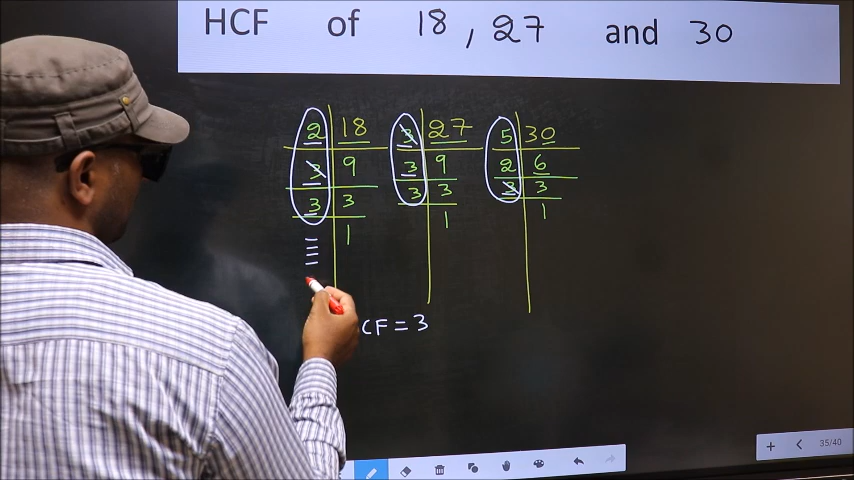 HCF of 18, 27 and 30
2 18 3 27 5 30
3 9 3 9 2 6
3 3 3 3 3 3
1 1 1
CF = 3
35/40